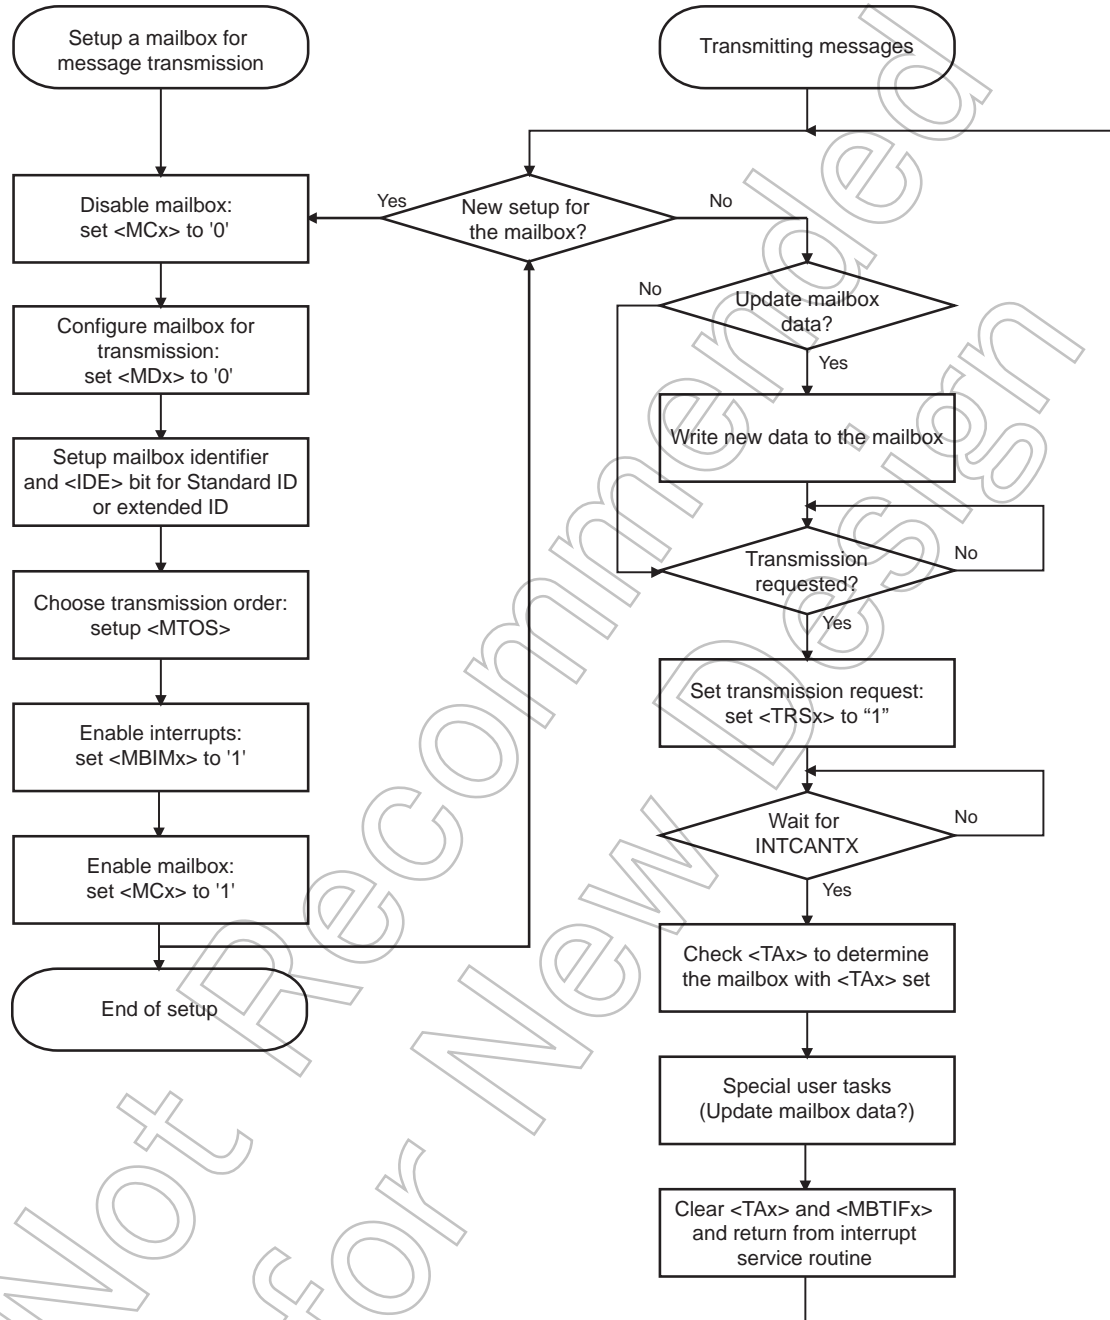 Setup a mailbox for
message transmission
Disable mailbox:
set <MCx> to '0'
Configure mailbox for
transmission:
set <MDx> to '0'
Setup mailbox identifier
and <IDE> bit for Standard ID
or extended ID
Choose transmission order:
setup <MTOS>
Enable interrupts:
set <MBIMx> to '1'
Enable mailbox:
set <MCx> to '1'
End of setup
Transmitting messages
Yes
New setup for
the mailbox?
No
No
Update mailbox
data?
Yes
Write new data to the mailbox
Transmission
requested?
No
Yes
Set transmission request:
set <TRSx> to “1”
Wait for
INTCANTX
No
Yes
Check <TAx> to determine
the mailbox with <TAx> set
Special user tasks
(Update mailbox data?)
Clear <TAx> and <MBTIFx>
and return from interrupt
service routine
Not Recommended
for New Design